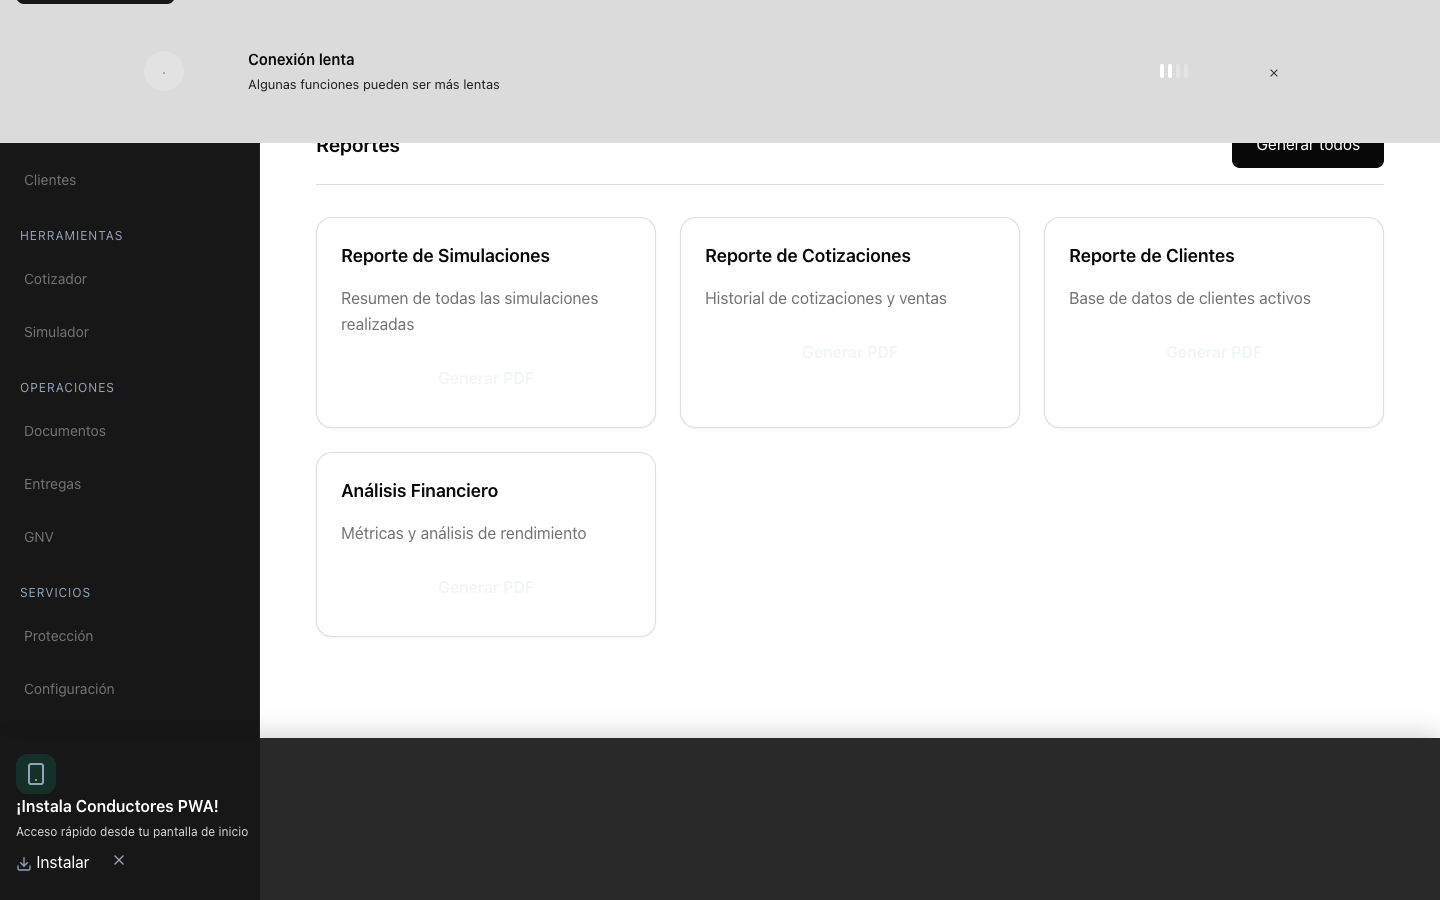 Conexión lenta
Algunas funciones pueden ser más lentas
×
Clientes
HERRAMIENTAS
Cotizador
Simulador
OPERACIONES
Documentos
Entregas
GNV
SERVICIOS
Protección
Configuración
¡Instala Conductores PWA!
Acceso rápido desde tu pantalla de inicio
Instalar
Reportes
Generar todos
Reporte de Simulaciones
Resumen de todas las simulaciones
realizadas
Generar PDF
Reporte de Cotizaciones
Historial de cotizaciones y ventas
Generar PDF
Reporte de Clientes
Base de datos de clientes activos
Generar PDF
Análisis Financiero
Métricas y análisis de rendimiento
Generar PDF